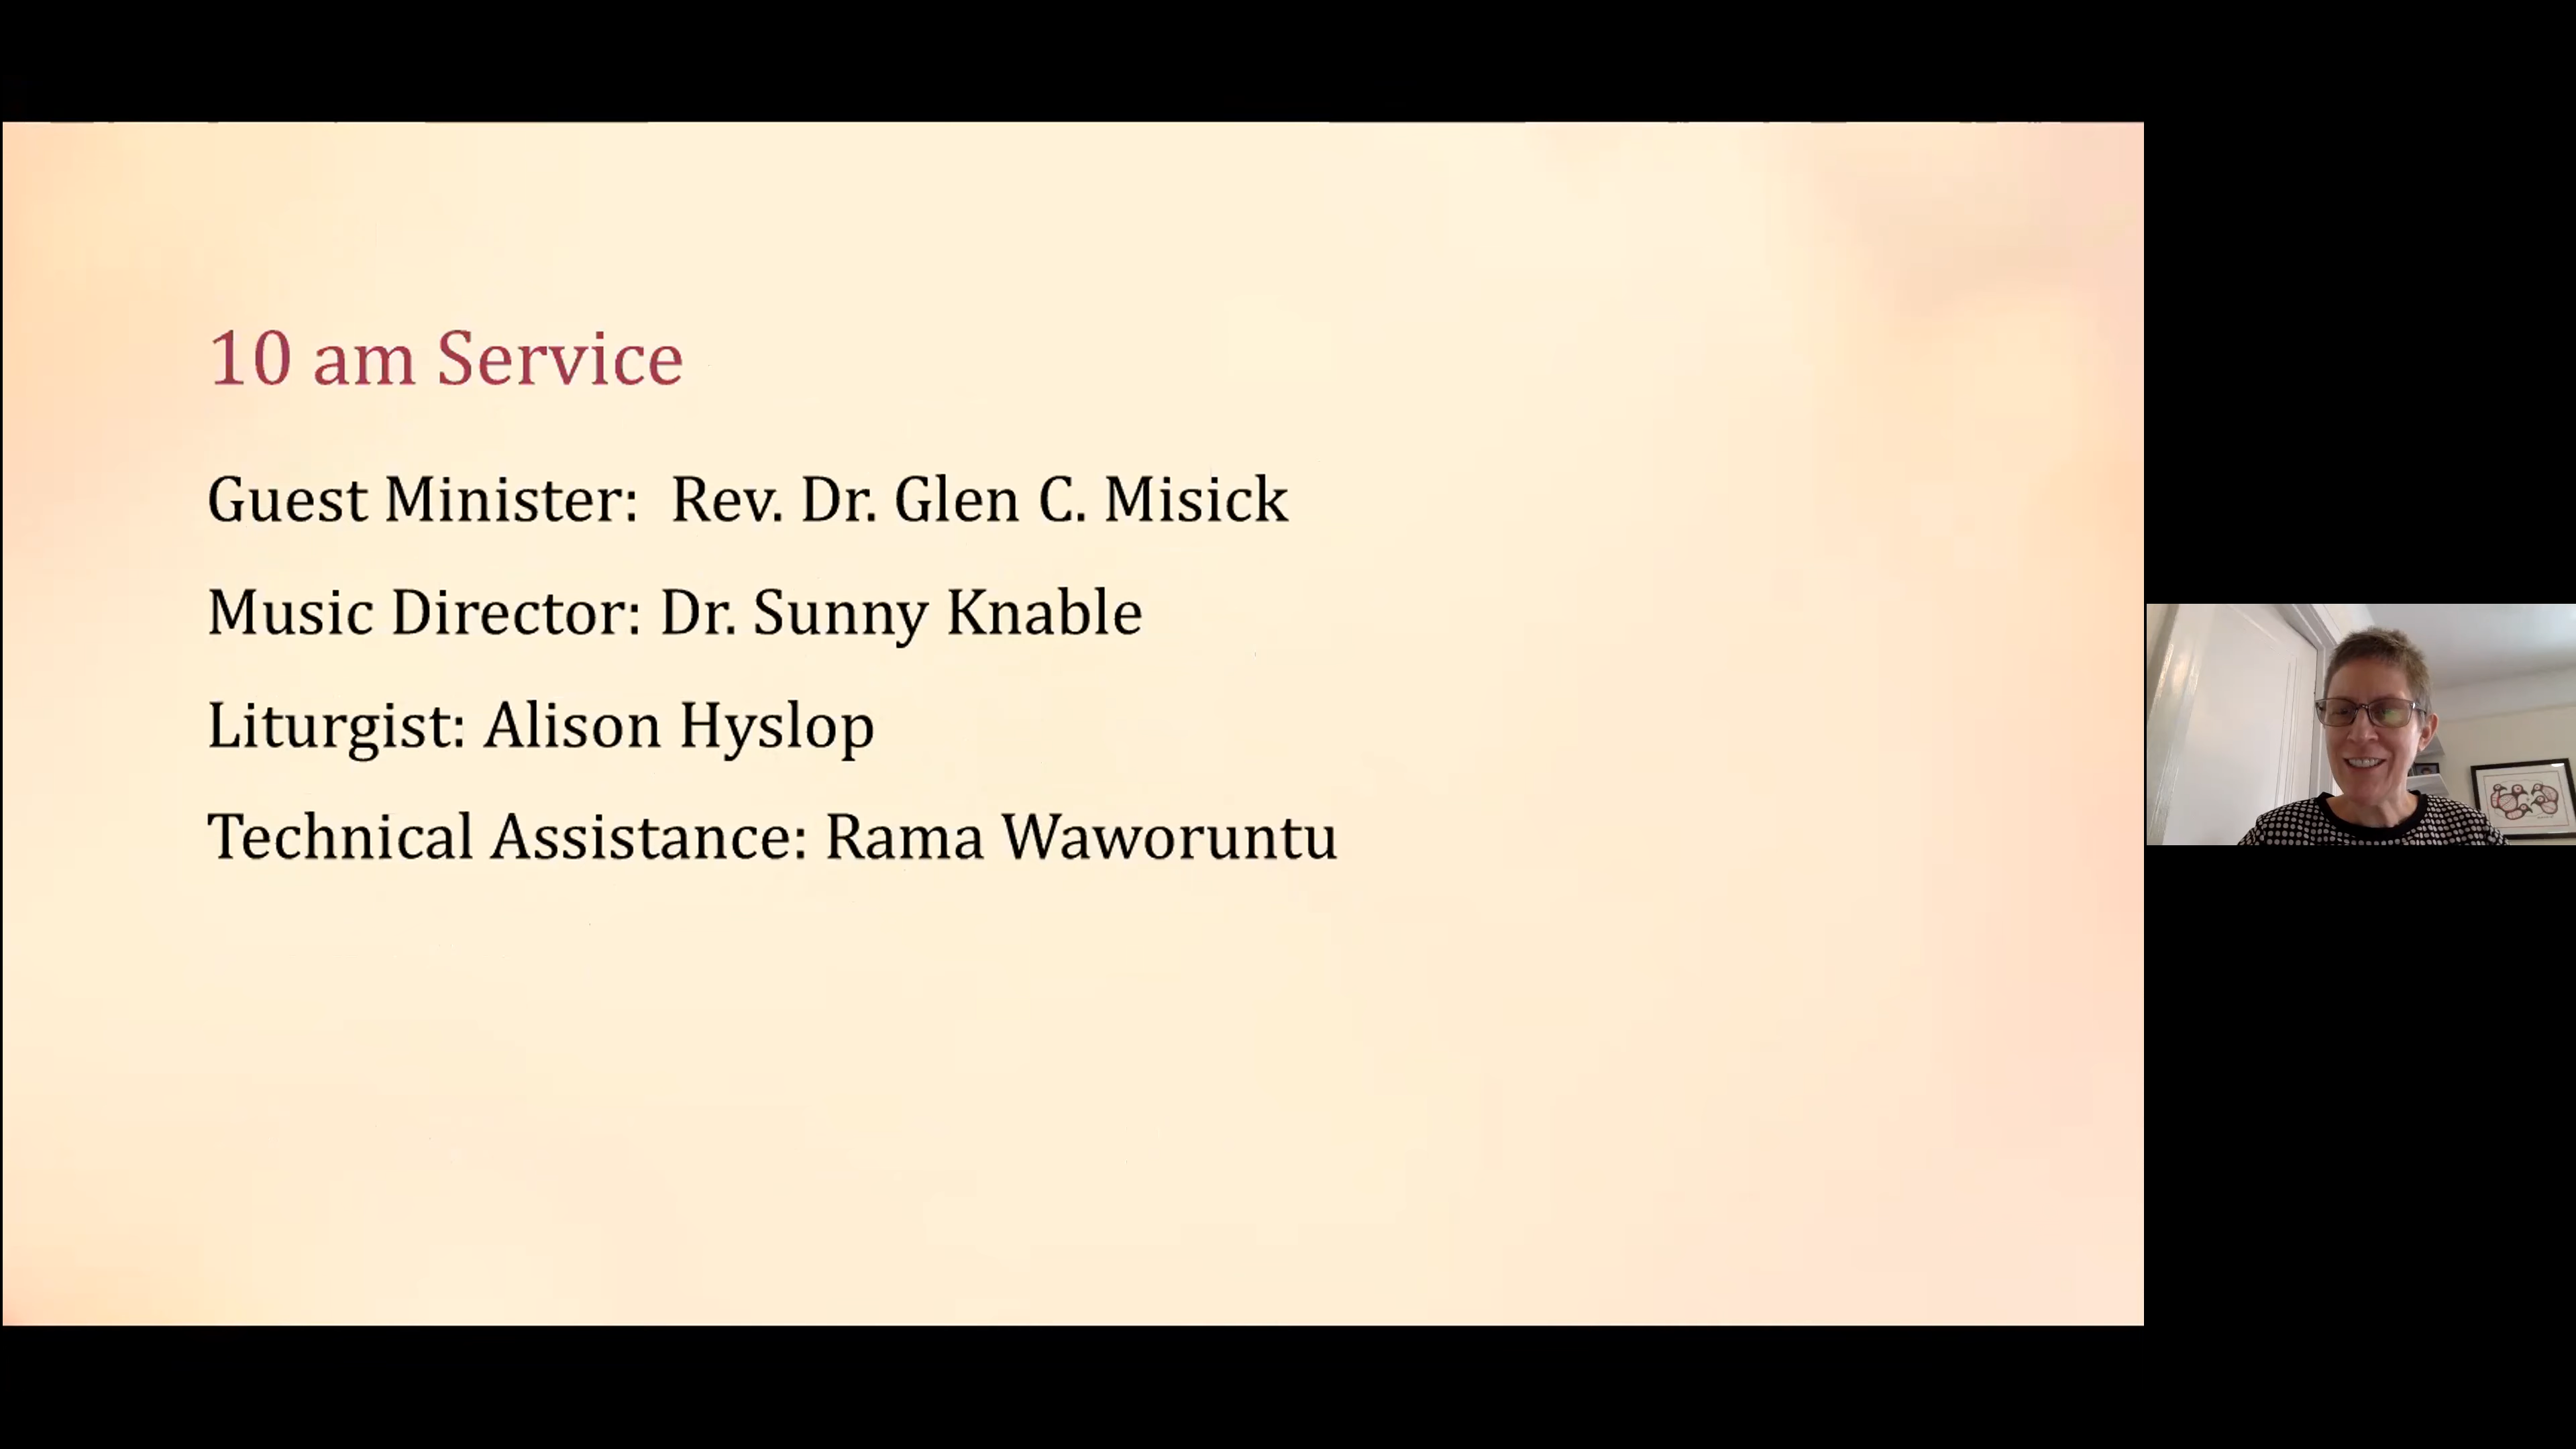 10 am Service
Guest Minister:  Rev. Dr. Glen C. Misick
Music Director: Dr. Sunny Knable
Liturgist: Alison Hyslop
Technical Assistance: Rama Waworuntu